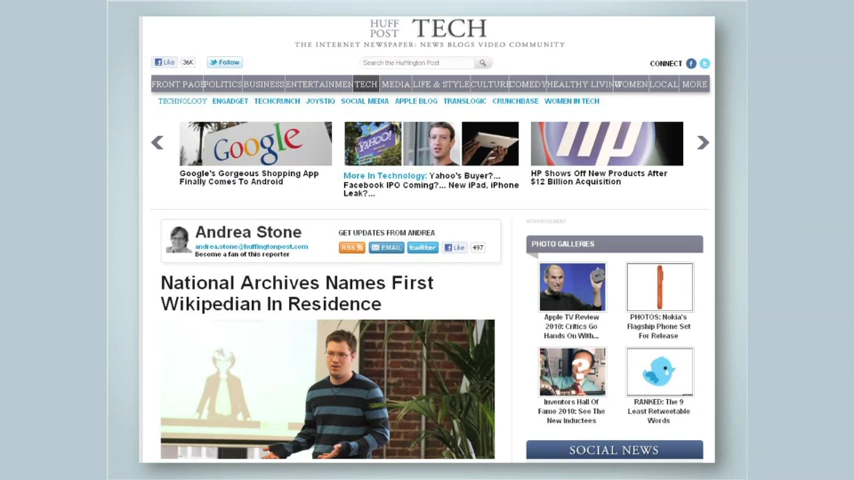 HUFF
POST TECH
THE INTERNET NEWSPAPER: NEWS BLOGS VIDEO COMMUNITY
Like 36K Follow Search the Huffington Post CONNECT
FRONT PAGE POLITICS BUSINESS ENTERTAINMEN TECH MEDIA LIFE & STYLE CULTURE COMEDY HEALTHY LIVIN WOMEN LOCAL MORE
TECHNOLOGY ENGADGET TECHCRUNCH JOYSTIQ SOCIAL MEDIA APPLE BLOG TRANSLOGIC CRUNCHBASE WOMEN IN TECH
Google
YAHOO!
hp
Google's Gorgeous Shopping App
Finally Comes To Android
More In Technology: Yahoo's Buyer?...
Facebook IPO Coming?... New iPad, iPhone
Leak?...
HP Shows Off New Products After
$12 Billion Acquisition
Andrea Stone
andrea.stone@huffingtonpost.com
Become a fan of this reporter
GET UPDATES FROM ANDREA
RSS EMAIL twitter Like 497
National Archives Names First
Wikipedian In Residence
ADVERTISEMENT
PHOTO GALLERIES
Apple TV Review
2010: Critics Go
Hands On With...
PHOTOS: Nokia's
Flagship Phone Set
For Release
Inventors Hall Of
Fame 2010: See The
New Inductees
RANKED: The 9
Least Retweetable
Words
SOCIAL NEWS